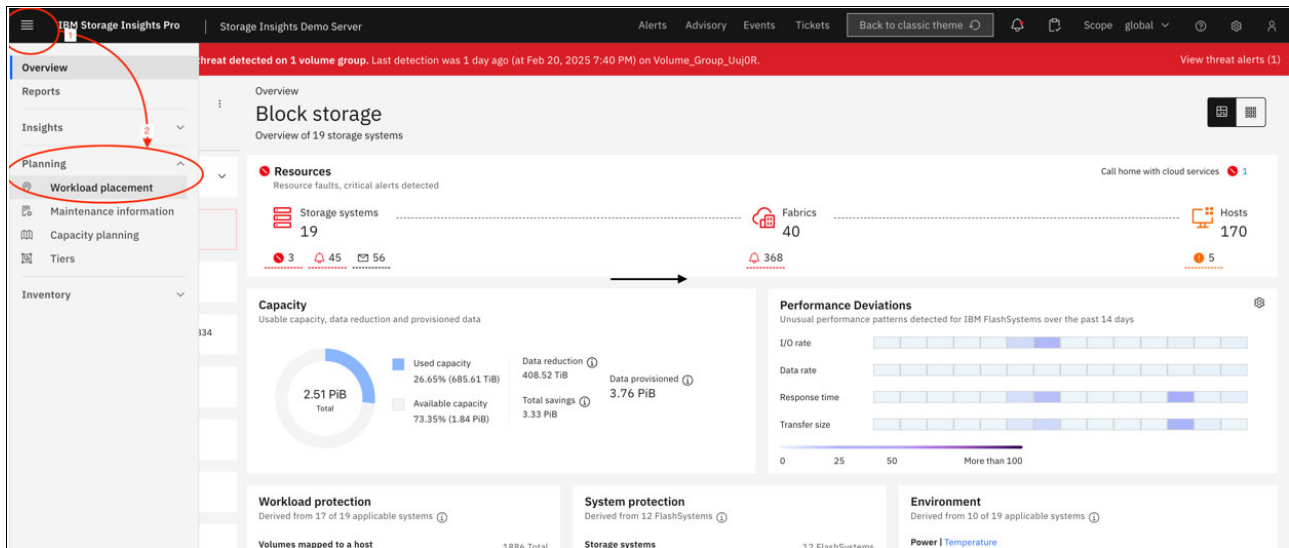 IBM Storage Insights Pro
Storage Insights Demo Server
Alerts Advisory Events Tickets Back to classic theme Scope global
1
threat detected on 1 volume group. Last detection was 1 day ago (at Feb 20, 2025 7:40 PM) on Volume_Group_Uuj0R.
View threat alerts (1)
Overview
Reports
Insights
2
Planning
Workload placement
Maintenance information
Capacity planning
Tiers
Inventory
334
Overview
Block storage
Overview of 19 storage systems
Resources
Resource faults, critical alerts detected
Call home with cloud services 1
Storage systems
19
3 45 56
Fabrics
40
368
Hosts
170
5
Capacity
Usable capacity, data reduction and provisioned data
2.51 PiB
Total
Used capacity
26.65% (685.61 TiB)
Available capacity
73.35% (1.84 PiB)
Data reduction
408.52 TiB
Total savings
3.33 PiB
Data provisioned
3.76 PiB
Performance Deviations
Unusual performance patterns detected for IBM FlashSystems over the past 14 days
I/O rate
Data rate
Response time
Transfer size
0 25 50 More than 100
Workload protection
Derived from 17 of 19 applicable systems
Volumes mapped to a host 1886 Total
System protection
Derived from 12 FlashSystems
Storage systems 12 FlashSystems
Environment
Derived from 10 of 19 applicable systems
Power | Temperature